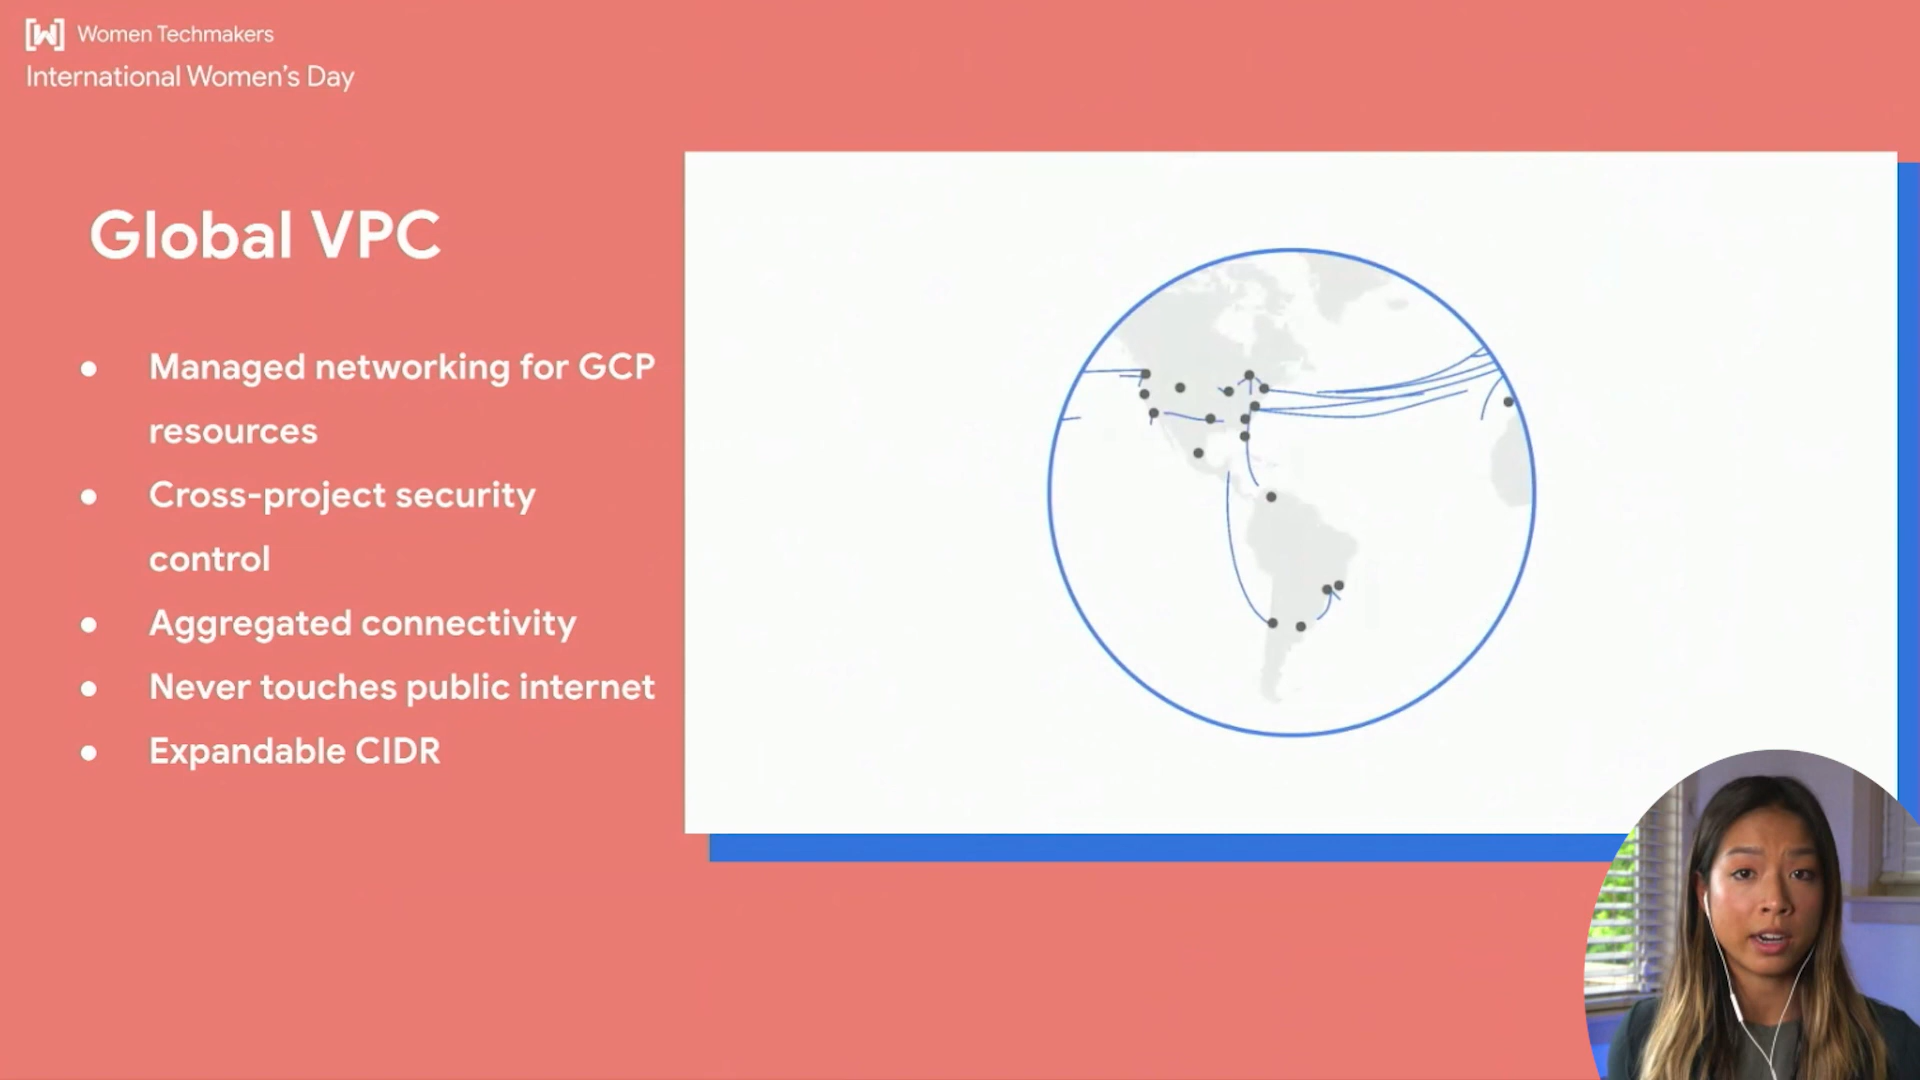 Women Techmakers
International Women's Day
Global VPC
● Managed networking for GCP
resources
● Cross-project security
control
● Aggregated connectivity
● Never touches public internet
● Expandable CIDR